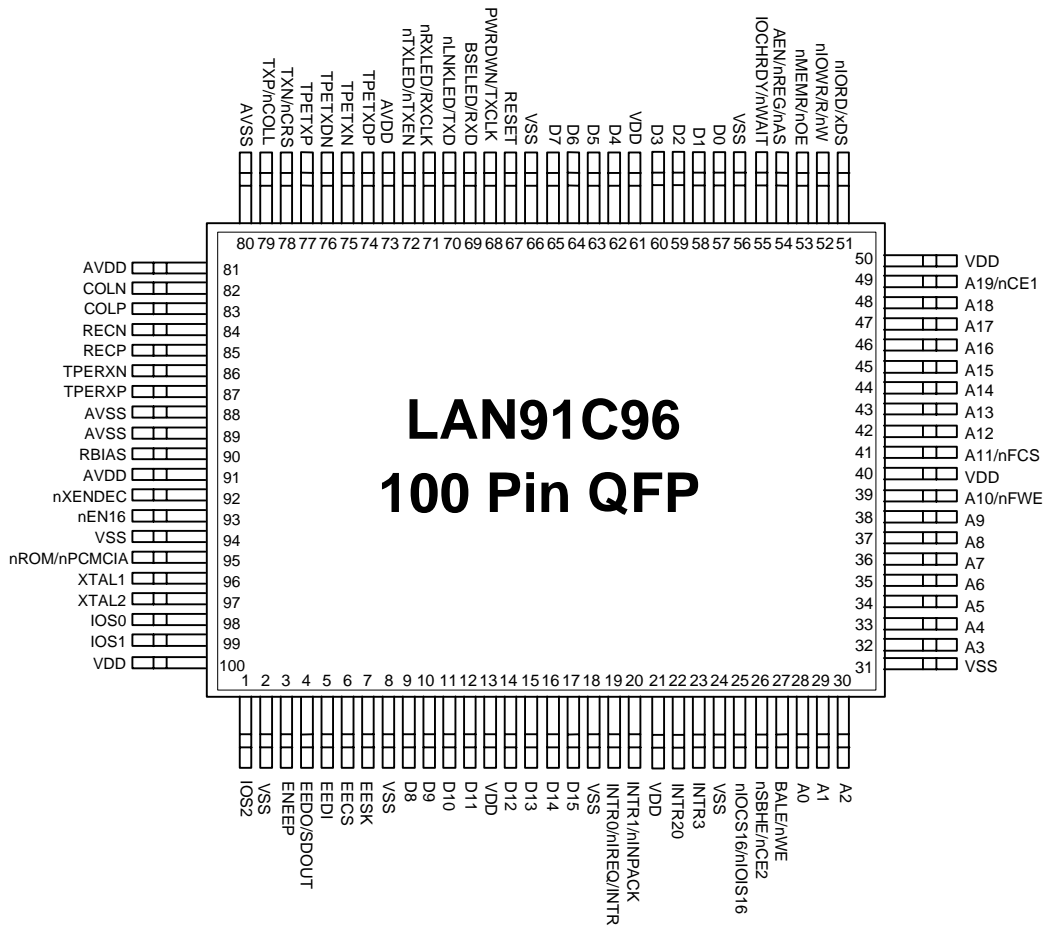 AVSS
TXP/nCOLL
TXN/nCRS
TPETXP
TPETXDN
TPETXN
TPETXDP
AVDD
nTXLED/nTXEN
nRXLED/RXCLK
nLNKLED/TXD
BSELED/RXD
PWRDWN/TXCLK
RESET
VSS
D7
D6
D5
D4
VDD
D3
D2
D1
D0
VSS
IOCHRDY/nWAIT
AEN/nREG/nAS
nMEMR/nOE
nIOWR/R/nW
nIORD/xDS
80 79 78 77 76 75 74 73 72 71 70 69 68 67 66 65 64 63 62 61 60 59 58 57 56 55 54 53 52 51
AVDD 81
COLN 82
COLP 83
RECN 84
RECP 85
TPERXN 86
TPERXP 87
AVSS 88
AVSS 89
RBIAS 90
AVDD 91
nXENDEC 92
nEN16 93
VSS 94
nROM/nPCMCIA 95
XTAL1 96
XTAL2 97
IOS0 98
IOS1 99
VDD 100
LAN91C96
100 Pin QFP
50 VDD
49 A19/nCE1
48 A18
47 A17
46 A16
45 A15
44 A14
43 A13
42 A12
41 A11/nFCS
40 VDD
39 A10/nFWE
38 A9
37 A8
36 A7
35 A6
34 A5
33 A4
32 A3
31 VSS
1 2 3 4 5 6 7 8 9 10 11 12 13 14 15 16 17 18 19 20 21 22 23 24 25 26 27 28 29 30
IOS2
VSS
ENEEP
EEDO/SDOUT
EEDI
EECS
EESK
VSS
D8
D9
D10
D11
VDD
D12
D13
D14
D15
VSS
INTR0/nIREQ/INTR
INTR1/nINPACK
VDD
INTR20
INTR3
VSS
nIOCS16/nIOIS16
nSBHE/nCE2
BALE/nWE
A0
A1
A2